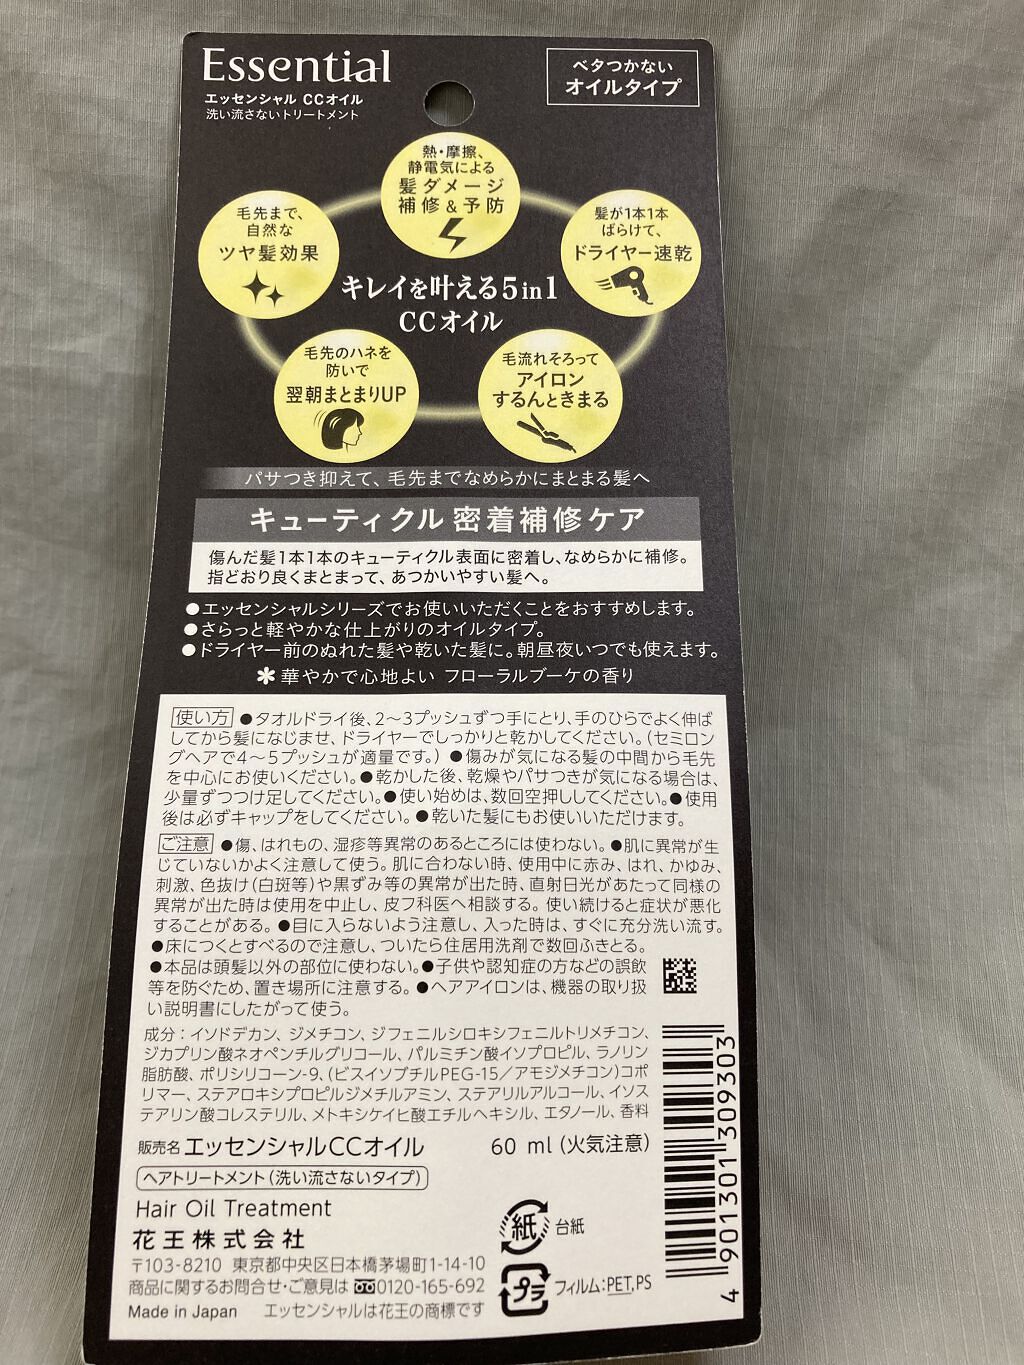 Essential
エッセンシャル CCオイル
洗い流さないトリートメント
ベタつかない
オイルタイプ
熱・摩擦、
静電気による
髪ダメージ
補修&予防
毛先まで、
自然な
ツヤ髪効果
髪が1本1本
ばらけて、
ドライヤー速乾
キレイを叶える5in1
CCオイル
毛先のハネを
防いで
翌朝まとまりUP
毛流れそろって
アイロン
するんときまる
パサつき抑えて、毛先までなめらかにまとまる髪へ
キューティクル密着補修ケア
傷んだ髪1本1本のキューティクル表面に密着し、なめらかに補修。
指どおり良くまとまって、あつかいやすい髪へ。
●エッセンシャルシリーズでお使いいただくことをおすすめします。
●さらっと軽やかな仕上がりのオイルタイプ。
●ドライヤー前のぬれた髪や乾いた髪に。朝昼夜いつでも使えます。
✻華やかで心地よい フローラルブーケの香り
使い方 ●タオルドライ後、2〜3プッシュずつ手にとり、手のひらでよく伸ば
してから髪になじませ、ドライヤーでしっかりと乾かしてください。(セミロン
グヘアで4〜5プッシュが適量です。) ●傷みが気になる髪の中間から毛先
を中心にお使いください。●乾かした後、乾燥やパサつきが気になる場合は、
少量ずつつけ足してください。●使い始めは、数回空押ししてください。●使用
後は必ずキャップをしてください。●乾いた髪にもお使いいただけます。
ご注意 ●傷、はれもの、湿疹等異常のあるところには使わない。●肌に異常が生
じていないかよく注意して使う。肌に合わない時、使用中に赤み、はれ、かゆみ、
刺激、色抜け(白斑等)や黒ずみ等の異常が出た時、直射日光があたって同様の
異常が出た時は使用を中止し、皮フ科医へ相談する。使い続けると症状が悪化
することがある。●目に入らないよう注意し、入った時は、すぐに充分洗い流す。
●床につくとすべるので注意し、ついたら住居用洗剤で数回ふきとる。
●本品は頭髪以外の部位に使わない。●子供や認知症の方などの誤飲
等を防ぐため、置き場所に注意する。●ヘアアイロンは、機器の取り扱
い説明書にしたがって使う。
成分:イソドデカン、ジメチコン、ジフェニルシロキシフェニルトリメチコン、
ジカプリン酸ネオペンチルグリコール、パルミチン酸イソプロピル、ラノリン
脂肪酸、ポリシリコーン-9、(ビスイソブチルPEG-15/アモジメチコン)コポ
リマー、ステアロキシプロピルジメチルアミン、ステアリルアルコール、イソス
テアリン酸コレステリル、メトキシケイヒ酸エチルヘキシル、エタノール、香料
販売名 エッセンシャルCCオイル 60 ml (火気注意)
ヘアトリートメント(洗い流さないタイプ)
Hair Oil Treatment
花王株式会社
〒103-8210 東京都中央区日本橋茅場町1-14-10
商品に関するお問合せ・ご意見は 0120-165-692
Made in Japan エッセンシャルは花王の商標です
紙 台紙
プラ フィルム:PET,PS
4 901301 309303